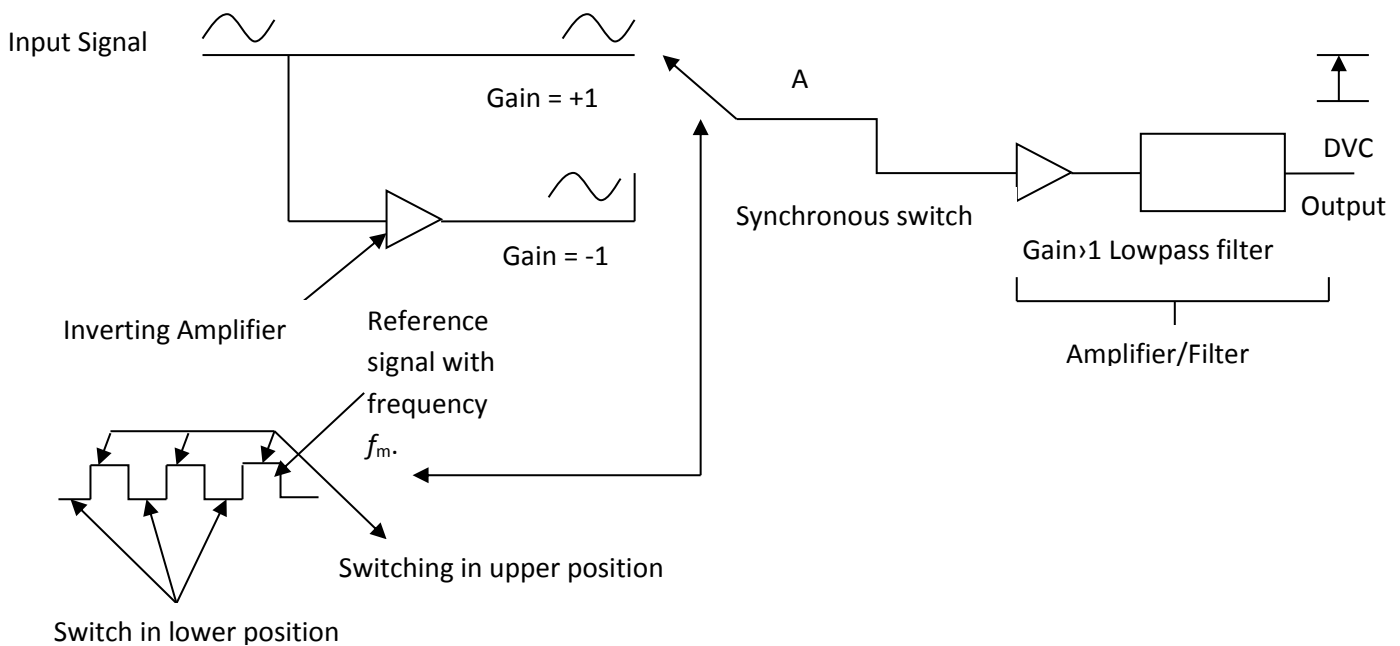 Input Signal
Gain = +1
A
DVC
Output
Synchronous switch
Gain = -1
Gain›1 Lowpass filter
Inverting Amplifier
Amplifier/Filter
Reference
signal with
frequency
fm.
Switching in upper position
Switch in lower position